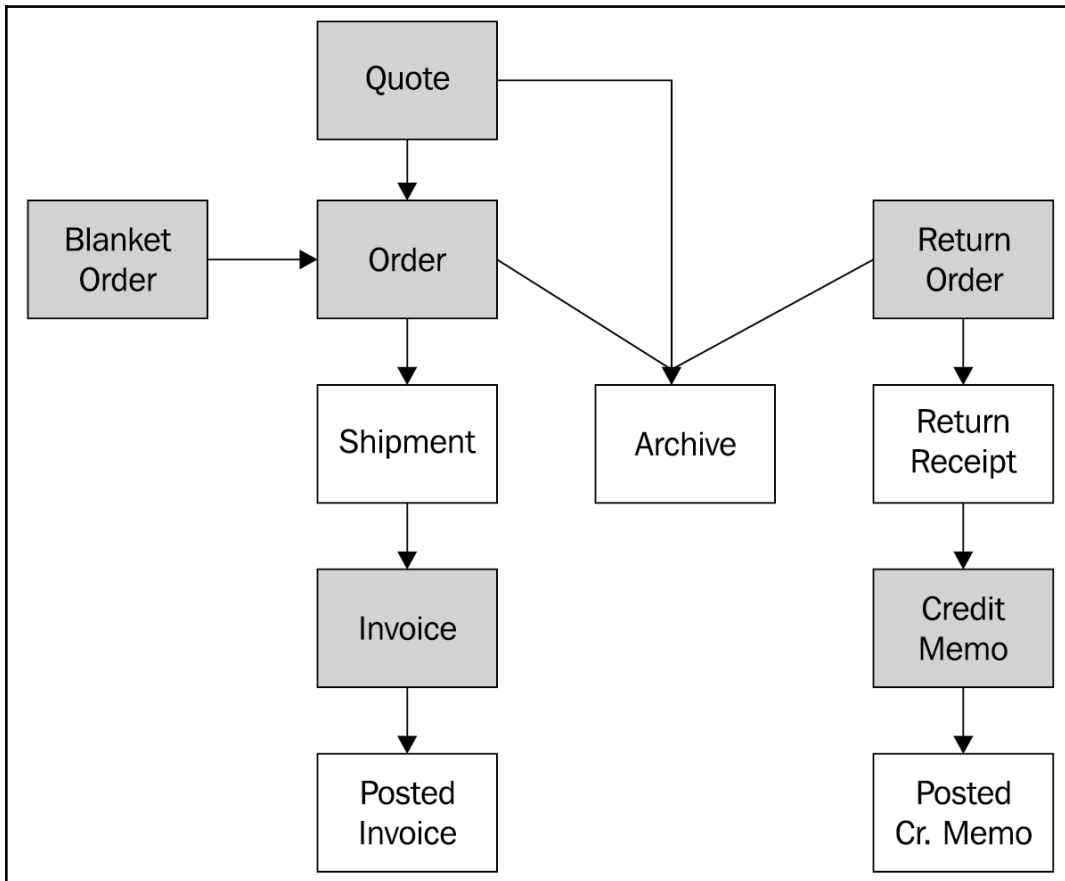 Quote
Blanket
Order
Order
Return
Order
Shipment
Archive
Return
Receipt
Invoice
Credit
Memo
Posted
Invoice
Posted
Cr. Memo